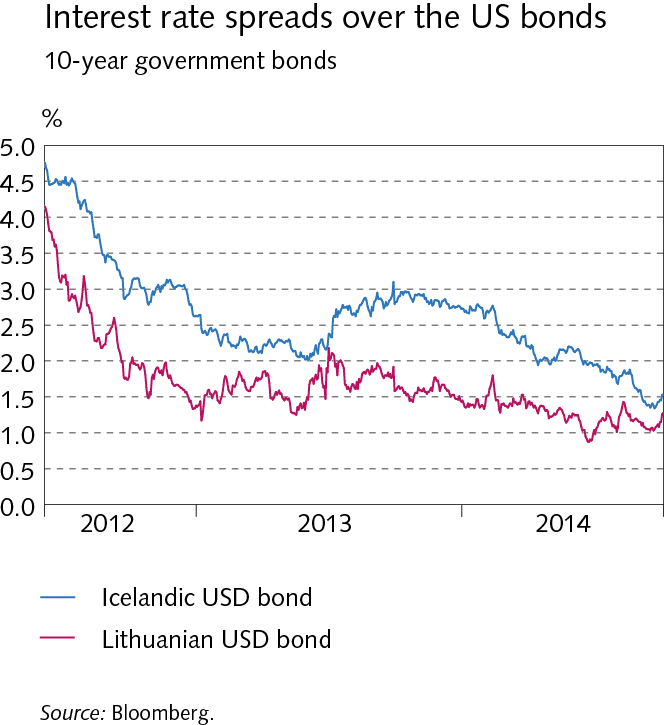 Interest rate spreads over the US bonds
10-year government bonds
%
5.0
4.5
4.0
3.5
3.0
2.5
2.0
1.5
1.0
0.5
0.0
2012 2013 2014
Icelandic USD bond
Lithuanian USD bond
Source: Bloomberg.